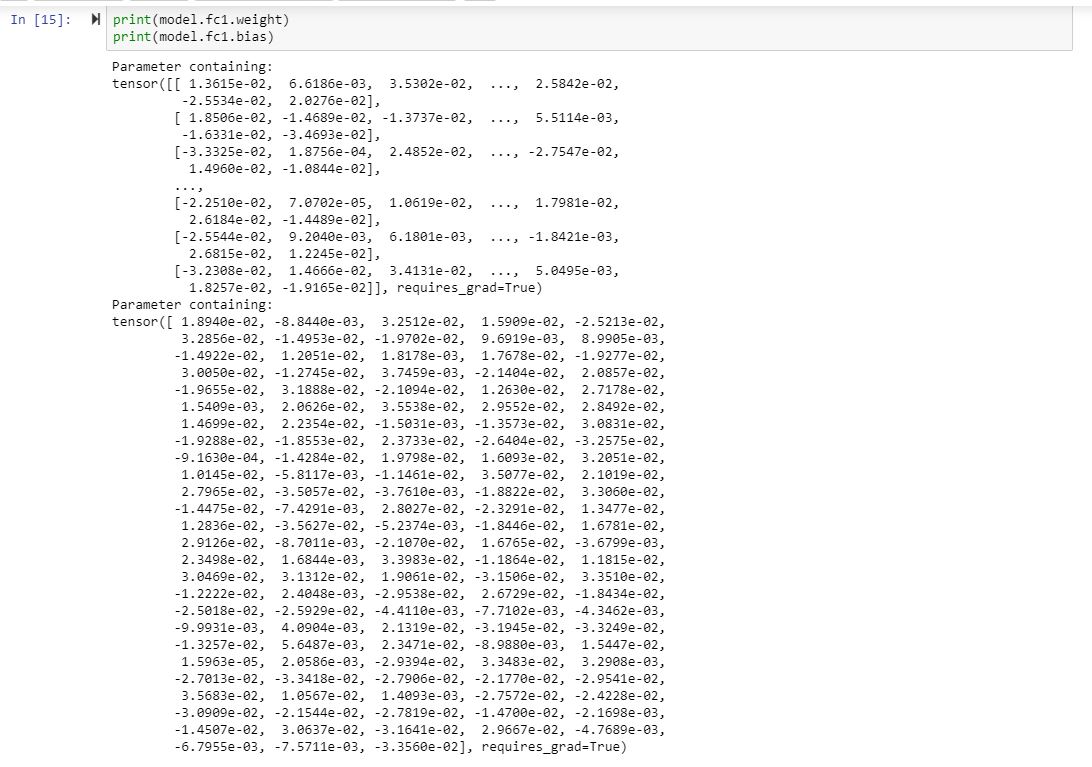 In [15]: print(model.fc1.weight)
print(model.fc1.bias)
Parameter containing:
tensor([[ 1.3615e-02,  6.6186e-03,  3.5302e-02,  ...,  2.5842e-02,
         -2.5534e-02,  2.0276e-02],
        [ 1.8506e-02, -1.4689e-02, -1.3737e-02,  ...,  5.5114e-03,
         -1.6331e-02, -3.4693e-02],
        [-3.3325e-02,  1.8756e-04,  2.4852e-02,  ..., -2.7547e-02,
          1.4960e-02, -1.0844e-02],
        ...,
        [-2.2510e-02,  7.0702e-05,  1.0619e-02,  ...,  1.7981e-02,
          2.6184e-02, -1.4489e-02],
        [-2.5544e-02,  9.2040e-03,  6.1801e-03,  ..., -1.8421e-03,
          2.6815e-02,  1.2245e-02],
        [-3.2308e-02,  1.4666e-02,  3.4131e-02,  ...,  5.0495e-03,
          1.8257e-02, -1.9165e-02]], requires_grad=True)
Parameter containing:
tensor([ 1.8940e-02, -8.8440e-03,  3.2512e-02,  1.5909e-02, -2.5213e-02,
         3.2856e-02, -1.4953e-02, -1.9702e-02,  9.6919e-03,  8.9905e-03,
        -1.4922e-02,  1.2051e-02,  1.8178e-03,  1.7678e-02, -1.9277e-02,
         3.0050e-02, -1.2745e-02,  3.7459e-03, -2.1404e-02,  2.0857e-02,
        -1.9655e-02,  3.1888e-02, -2.1094e-02,  1.2630e-02,  2.7178e-02,
         1.5409e-03,  2.0626e-02,  3.5538e-02,  2.9552e-02,  2.8492e-02,
         1.4699e-02,  2.2354e-02, -1.5031e-03, -1.3573e-02,  3.0831e-02,
        -1.9288e-02, -1.8553e-02,  2.3733e-02, -2.6404e-02, -3.2575e-02,
        -9.1630e-04, -1.4284e-02,  1.9798e-02,  1.6093e-02,  3.2051e-02,
         1.0145e-02, -5.8117e-03, -1.1461e-02,  3.5077e-02,  2.1019e-02,
         2.7965e-02, -3.5057e-02, -3.7610e-03, -1.8822e-02,  3.3060e-02,
        -1.4475e-02, -7.4291e-03,  2.8027e-02, -2.3291e-02,  1.3477e-02,
         1.2836e-02, -3.5627e-02, -5.2374e-03, -1.8446e-02,  1.6781e-02,
         2.9126e-02, -8.7011e-03, -2.1070e-02,  1.6765e-02, -3.6799e-03,
         2.3498e-02,  1.6844e-03,  3.3983e-02, -1.1864e-02,  1.1815e-02,
         3.0469e-02,  3.1312e-02,  1.9061e-02, -3.1506e-02,  3.3510e-02,
        -1.2222e-02,  2.4048e-03, -2.9538e-02,  2.6729e-02, -1.8434e-02,
        -2.5018e-02, -2.5929e-02, -4.4110e-03, -7.7102e-03, -4.3462e-03,
        -9.9931e-03,  4.0904e-03,  2.1319e-02, -3.1945e-02, -3.3249e-02,
        -1.3257e-02,  5.6487e-03,  2.3471e-02, -8.9880e-03,  1.5447e-02,
         1.5963e-05,  2.0586e-03, -2.9394e-02,  3.3483e-02,  3.2908e-03,
        -2.7013e-02, -3.3418e-02, -2.7906e-02, -2.1770e-02, -2.9541e-02,
         3.5683e-02,  1.0567e-02,  1.4093e-03, -2.7572e-02, -2.4228e-02,
        -3.0909e-02, -2.1544e-02, -2.7819e-02, -1.4700e-02, -2.1698e-03,
        -1.4507e-02,  3.0637e-02, -3.1641e-02,  2.9667e-02, -4.7689e-03,
        -6.7955e-03, -7.5711e-03, -3.3560e-02], requires_grad=True)